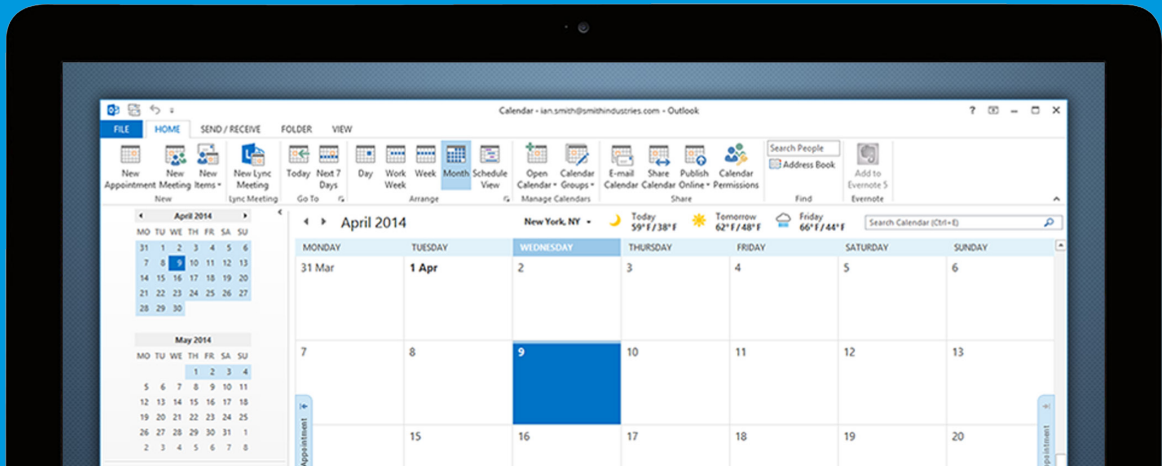 Calendar - ian.smith@smithindustries.com - Outlook
FILE HOME SEND / RECEIVE FOLDER VIEW
New Appointment
New Meeting
New Items
New
New Lync Meeting
Lync Meeting
Today
Next 7 Days
Go To
Day
Work Week
Week
Month
Schedule View
Arrange
Open Calendar
Calendar Groups
Manage Calendars
E-mail Calendar
Share Calendar
Publish Online
Calendar Permissions
Share
Search People
Address Book
Find
Add to Evernote 5
Evernote
April 2014
MO TU WE TH FR SA SU
31 1 2 3 4 5 6
7 8 9 10 11 12 13
14 15 16 17 18 19 20
21 22 23 24 25 26 27
28 29 30
May 2014
MO TU WE TH FR SA SU
1 2 3 4
5 6 7 8 9 10 11
12 13 14 15 16 17 18
19 20 21 22 23 24 25
26 27 28 29 30 31 1
2 3 4 5 6 7 8
April 2014
New York, NY
Today
59°F/38°F
Tomorrow
62°F/48°F
Friday
66°F/44°F
Search Calendar (Ctrl+E)
MONDAY TUESDAY WEDNESDAY THURSDAY FRIDAY SATURDAY SUNDAY
31 Mar 1 Apr 2 3 4 5 6
7 8 9 10 11 12 13
15 16 17 18 19 20
Appointment